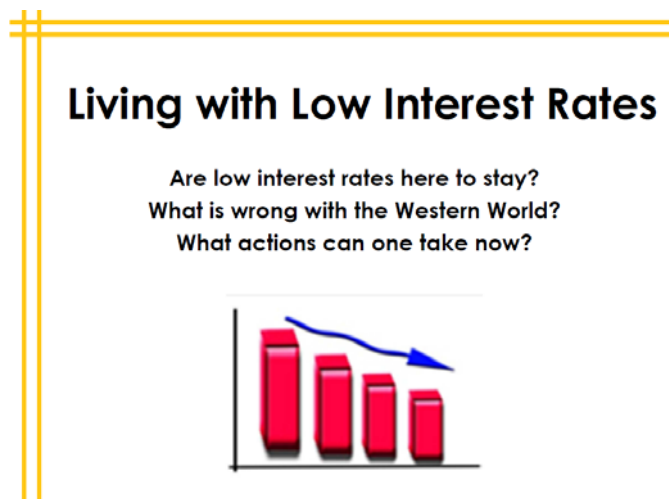 Living with Low Interest Rates
Are low interest rates here to stay?
What is wrong with the Western World?
What actions can one take now?